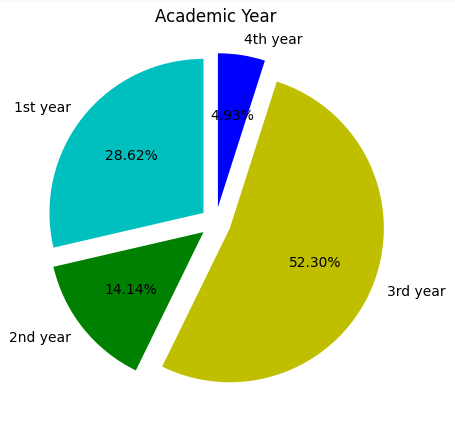 Academic Year
4th year
1st year
4.93%
28.62%
52.30%
14.14%
3rd year
2nd year